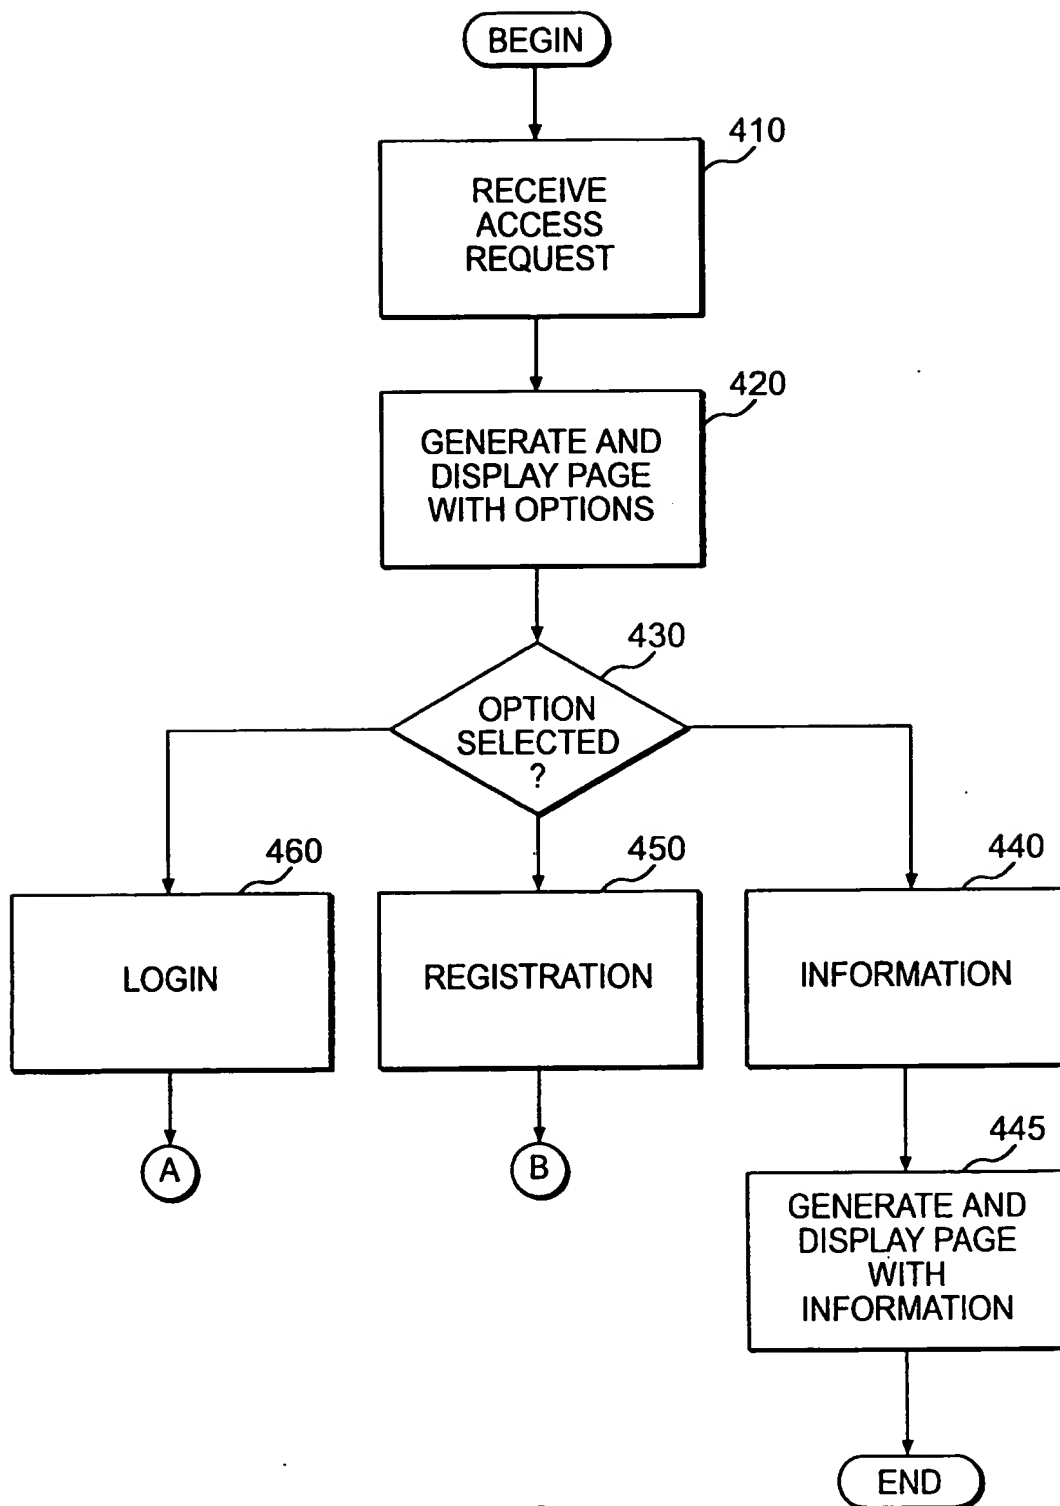 BEGIN
410
RECEIVE
ACCESS
REQUEST
420
GENERATE AND
DISPLAY PAGE
WITH OPTIONS
430
OPTION
SELECTED
?
460
450
440
LOGIN
REGISTRATION
INFORMATION
A
B
445
GENERATE AND
DISPLAY PAGE
WITH
INFORMATION
END